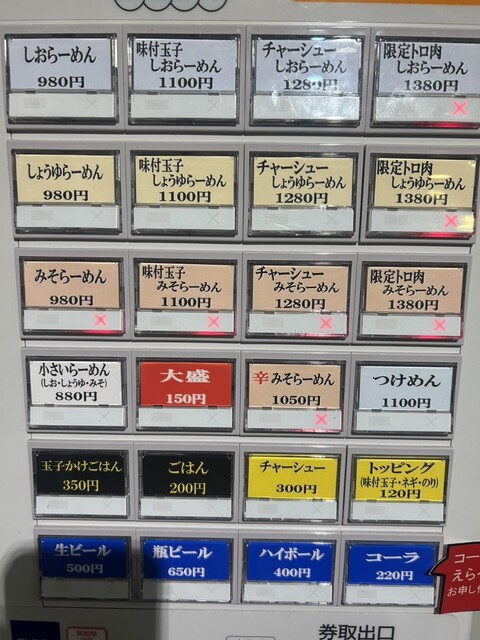 しおらーめん
980円
味付玉子
しおらーめん
1100円
チャーシュー
しおらーめん
1280円
限定トロ肉
しおらーめん
1380円
しょうゆらーめん
980円
味付玉子
しょうゆらーめん
1100円
チャーシュー
しょうゆらーめん
1280円
限定トロ肉
しょうゆらーめん
1380円
みそらーめん
980円
味付玉子
みそらーめん
1100円
チャーシュー
みそらーめん
1280円
限定トロ肉
みそらーめん
1380円
小さいらーめん
(しお・しょうゆ・みそ)
880円
大盛
150円
辛みそらーめん
1050円
つけめん
1100円
玉子かけごはん
350円
ごはん
200円
チャーシュー
300円
トッピング
(味付玉子・ネギ・のり)
120円
生ビール
500円
瓶ビール
650円
ハイボール
400円
コーラ
220円
コー
えらべ
お申し付
券取出口